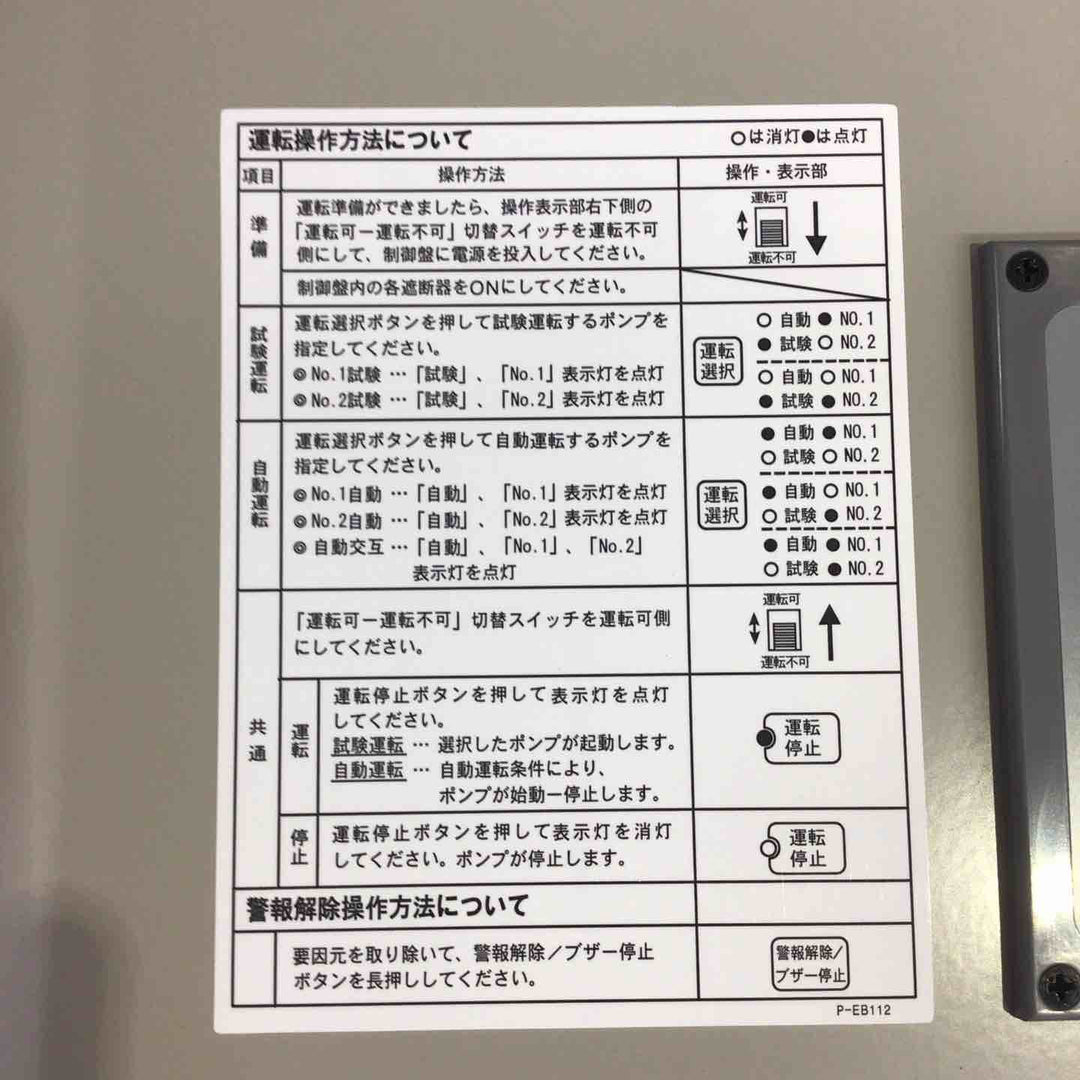 運転操作方法について
○は消灯●は点灯
項目
操作方法
操作・表示部
準備
運転準備ができましたら、操作表示部右下側の
「運転可ー運転不可」切替スイッチを運転不可
側にして、制御盤に電源を投入してください。
運転可
運転不可
制御盤内の各遮断器をONにしてください。
試験運転
運転選択ボタンを押して試験運転するポンプを
指定してください。
◎No.1試験 …「試験」、「No.1」表示灯を点灯
◎No.2試験 …「試験」、「No.2」表示灯を点灯
運転
選択
○ 自動 ● NO.1
● 試験 ○ NO.2
○ 自動 ○ NO.1
● 試験 ● NO.2
自動運転
運転選択ボタンを押して自動運転するポンプを
指定してください。
◎No.1自動 …「自動」、「No.1」表示灯を点灯
◎No.2自動 …「自動」、「No.2」表示灯を点灯
◎自動交互 …「自動」、「No.1」、「No.2」
表示灯を点灯
運転
選択
● 自動 ● NO.1
○ 試験 ○ NO.2
● 自動 ○ NO.1
○ 試験 ● NO.2
● 自動 ● NO.1
○ 試験 ● NO.2
共通
「運転可ー運転不可」切替スイッチを運転可側
にしてください。
運転可
運転不可
運転
運転停止ボタンを押して表示灯を点灯
してください。
試験運転 … 選択したポンプが起動します。
自動運転 … 自動運転条件により、
ポンプが始動ー停止します。
●運転
停止
停止
運転停止ボタンを押して表示灯を消灯
してください。ポンプが停止します。
○運転
停止
警報解除操作方法について
要因元を取り除いて、警報解除／ブザー停止
ボタンを長押ししてください。
警報解除/
ブザー停止
P-EB112